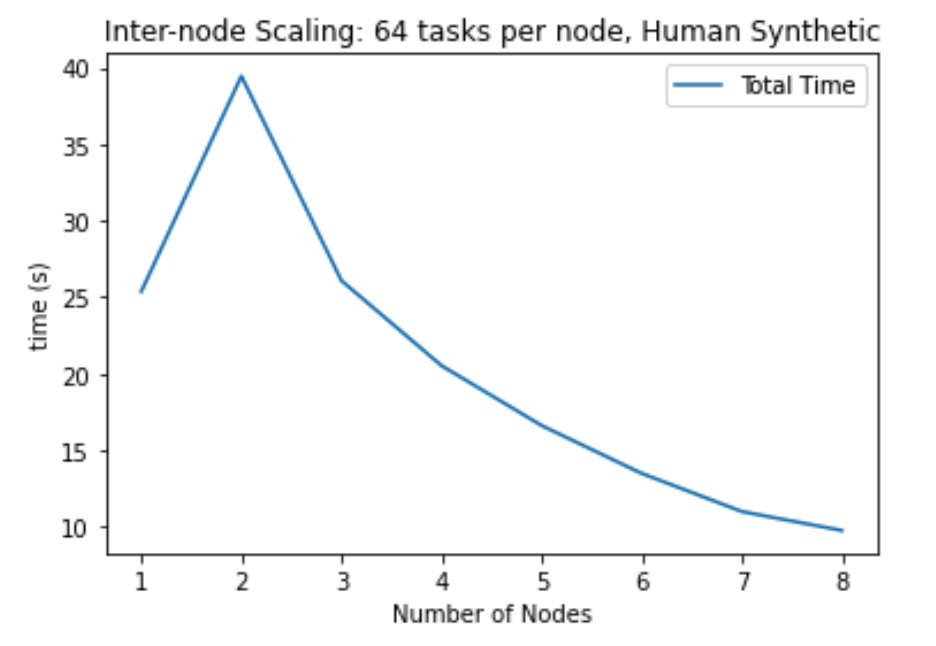 Inter-node Scaling: 64 tasks per node, Human Synthetic
Total Time
40
35
30
25
20
15
10
time (s)
1 2 3 4 5 6 7 8
Number of Nodes